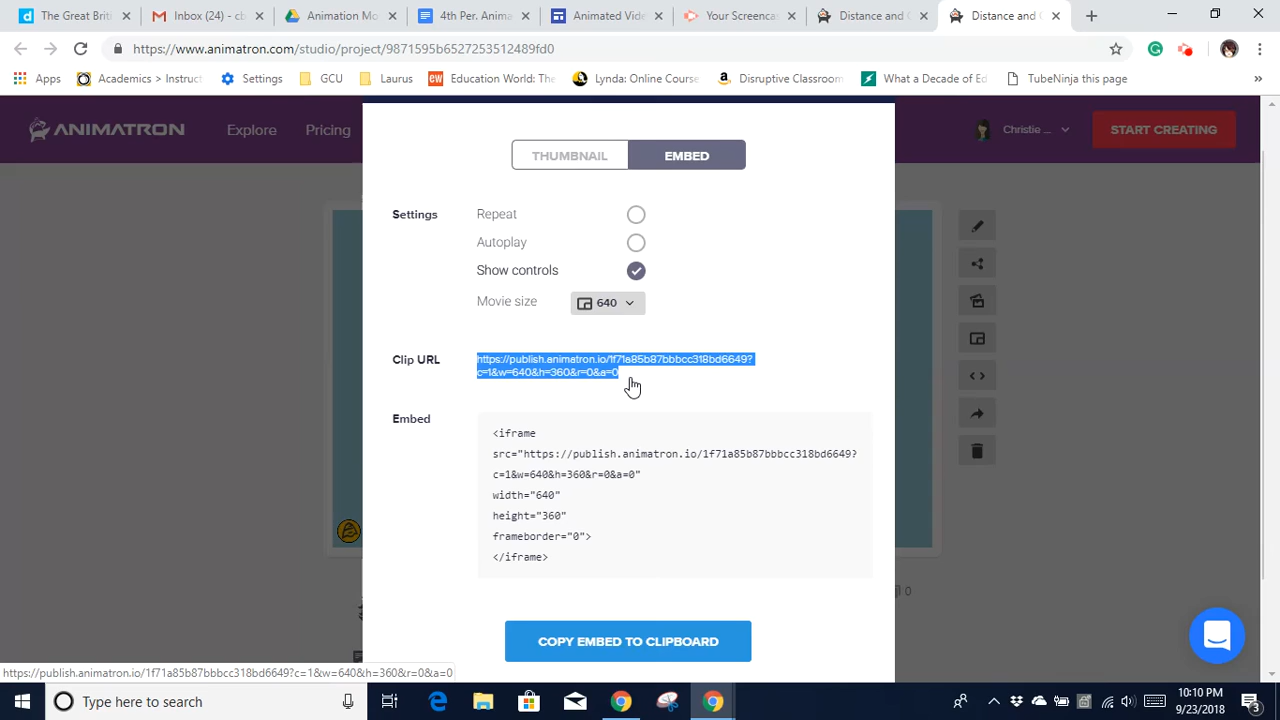 The Great Briti
Inbox (24) - cb
Animation Mo
4th Per. Anima
Animated Vide
Your Screencas
Distance and C
Distance and C
https://www.animatron.com/studio/project/9871595b6527253512489fd0
Apps
Academics > Instruct
Settings
GCU
Laurus
Education World: The
Lynda: Online Course
Disruptive Classroom
What a Decade of Ed
TubeNinja this page
»
ANIMATRON
Explore
Pricing
Christie ...
START CREATING
THUMBNAIL
EMBED
Settings
Repeat
Autoplay
Show controls
Movie size
640
Clip URL
https://publish.animatron.io/1f71a85b87bbbcc318bd6649?
c=1&w=640&h=360&r=0&a=0
Embed
<iframe
src="https://publish.animatron.io/1f71a85b87bbbcc318bd6649?
c=1&w=640&h=360&r=0&a=0"
width="640"
height="360"
frameborder="0">
</iframe>
0
COPY EMBED TO CLIPBOARD
https://publish.animatron.io/1f71a85b87bbbcc318bd6649?c=1&w=640&h=360&r=0&a=0
Type here to search
10:10 PM
9/23/2018
3